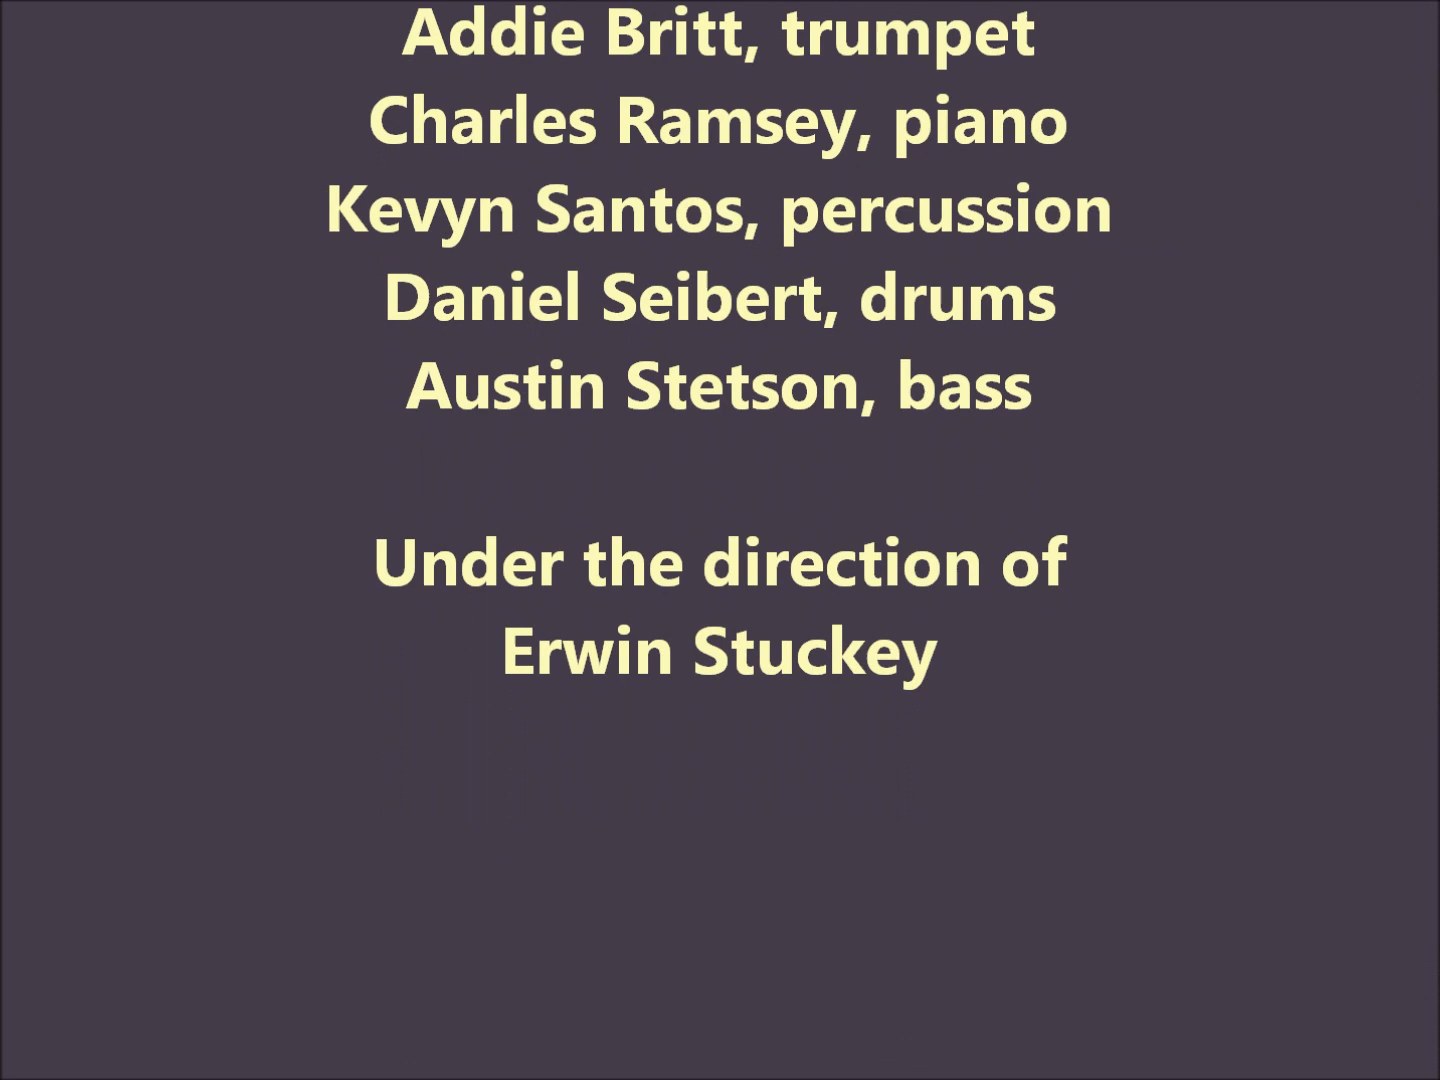 Addie Britt, trumpet
Charles Ramsey, piano
Kevyn Santos, percussion
Daniel Seibert, drums
Austin Stetson, bass
Under the direction of
Erwin Stuckey